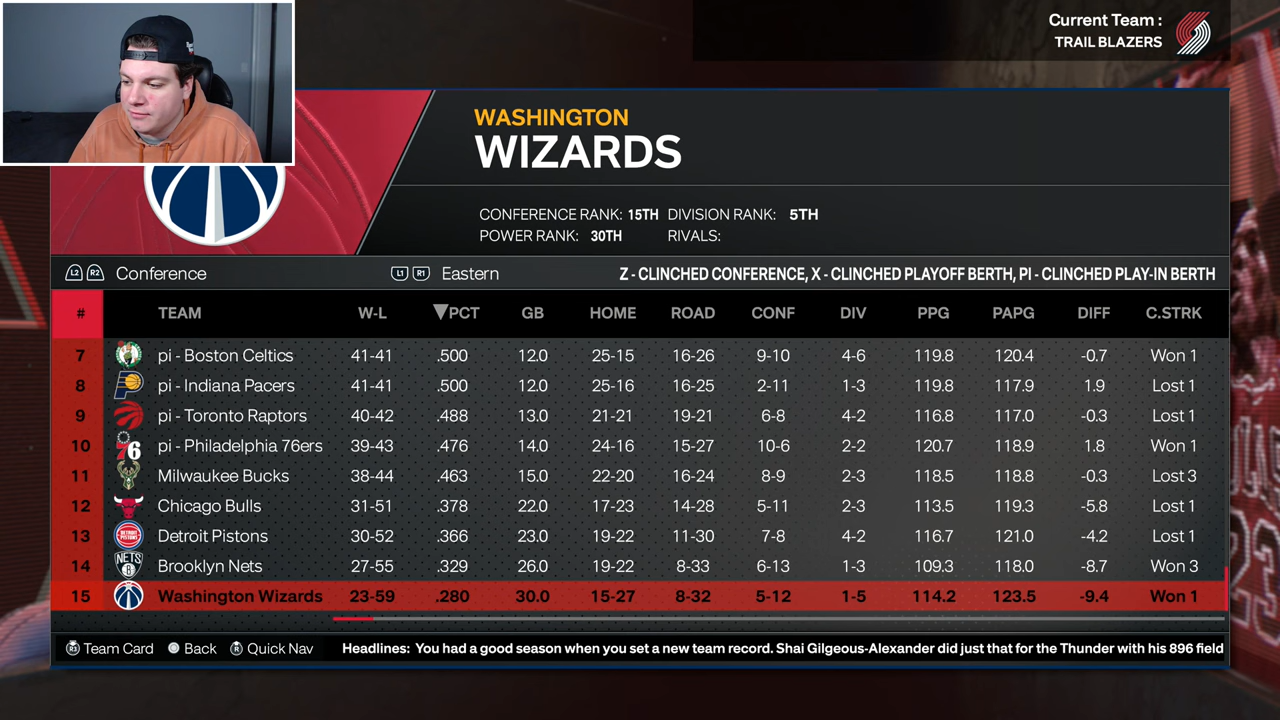 Current Team :
TRAIL BLAZERS
WASHINGTON
WIZARDS
CONFERENCE RANK: 15TH DIVISION RANK: 5TH
POWER RANK: 30TH RIVALS:
L2 R2 Conference L1 R1 Eastern Z - CLINCHED CONFERENCE, X - CLINCHED PLAYOFF BERTH, PI - CLINCHED PLAY-IN BERTH
# TEAM W-L ▼PCT GB HOME ROAD CONF DIV PPG PAPG DIFF C.STRK
7 pi - Boston Celtics 41-41 .500 12.0 25-15 16-26 9-10 4-6 119.8 120.4 -0.7 Won 1
8 pi - Indiana Pacers 41-41 .500 12.0 25-16 16-25 2-11 1-3 119.8 117.9 1.9 Lost 1
9 pi - Toronto Raptors 40-42 .488 13.0 21-21 19-21 6-8 4-2 116.8 117.0 -0.3 Lost 1
10 pi - Philadelphia 76ers 39-43 .476 14.0 24-16 15-27 10-6 2-2 120.7 118.9 1.8 Won 1
11 Milwaukee Bucks 38-44 .463 15.0 22-20 16-24 8-9 2-3 118.5 118.8 -0.3 Lost 3
12 Chicago Bulls 31-51 .378 22.0 17-23 14-28 5-11 2-3 113.5 119.3 -5.8 Lost 1
13 Detroit Pistons 30-52 .366 23.0 19-22 11-30 7-8 4-2 116.7 121.0 -4.2 Lost 1
14 NETS Brooklyn Nets 27-55 .329 26.0 19-22 8-33 6-13 1-3 109.3 118.0 -8.7 Won 3
15 Washington Wizards 23-59 .280 30.0 15-27 8-32 5-12 1-5 114.2 123.5 -9.4 Won 1
R3 Team Card Back R Quick Nav Headlines: You had a good season when you set a new team record. Shai Gilgeous-Alexander did just that for the Thunder with his 896 field